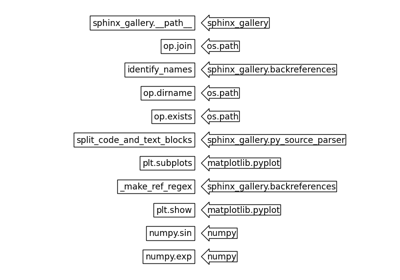 sphinx_gallery.__path__ sphinx_gallery
op.join os.path
identify_names sphinx_gallery.backreferences
op.dirname os.path
op.exists os.path
split_code_and_text_blocks sphinx_gallery.py_source_parser
plt.subplots matplotlib.pyplot
_make_ref_regex sphinx_gallery.backreferences
plt.show matplotlib.pyplot
numpy.sin numpy
numpy.exp numpy